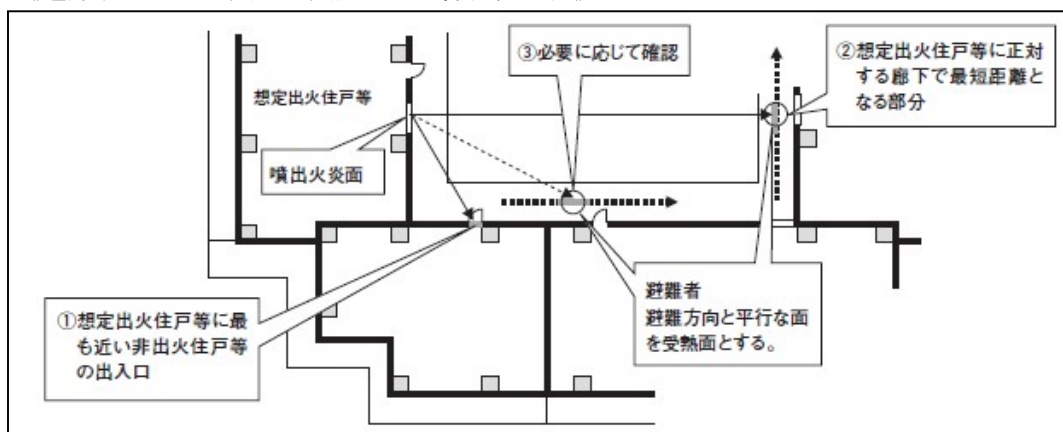 ③必要に応じて確認
②想定出火住戸等に正対
する廊下で最短距離と
なる部分
想定出火住戸等
噴出火炎面
①想定出火住戸等に最
も近い非出火住戸等
の出入口
避難者
避難方向と平行な面
を受熱面とする。